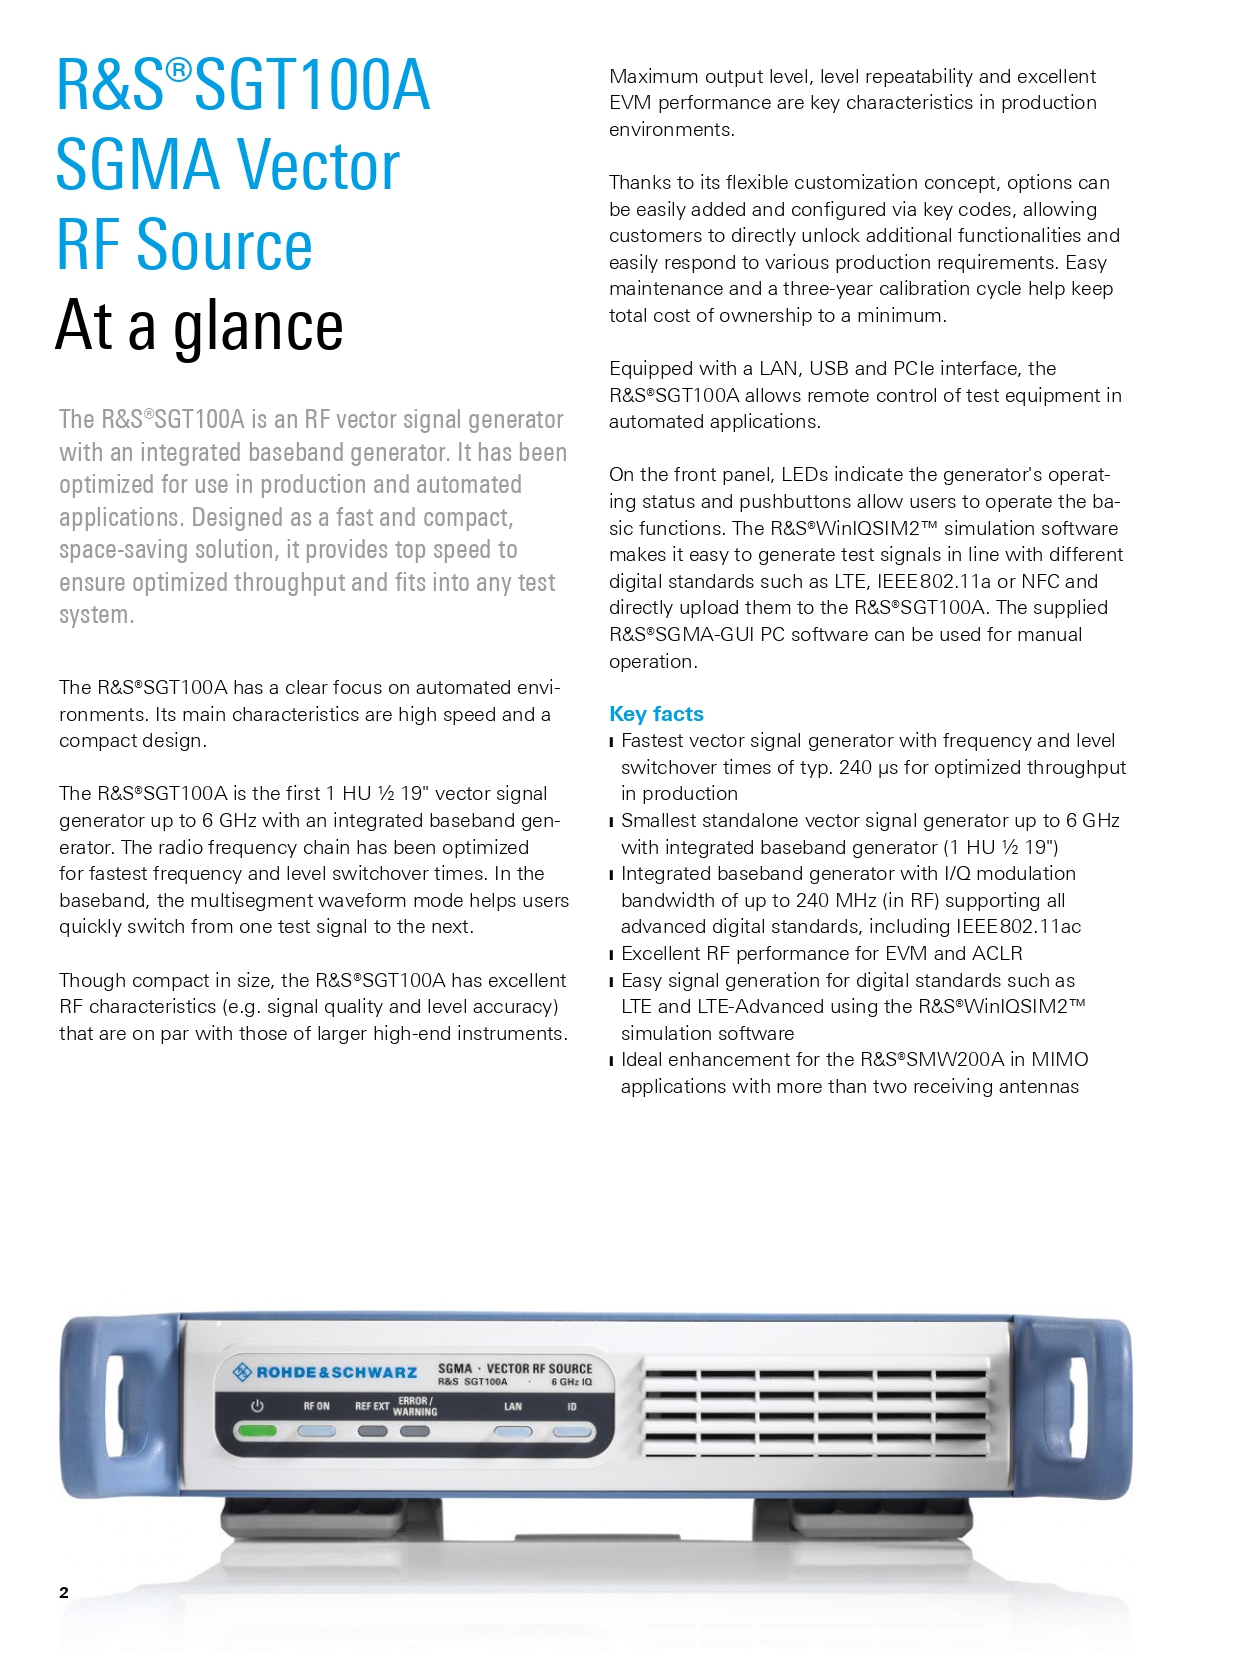 R&S®SGT100A
SGMA Vector
RF Source
At a glance
The R&S®SGT100A is an RF vector signal generator
with an integrated baseband generator. It has been
optimized for use in production and automated
applications. Designed as a fast and compact,
space-saving solution, it provides top speed to
ensure optimized throughput and fits into any test
system.
The R&S®SGT100A has a clear focus on automated envi-
ronments. Its main characteristics are high speed and a
compact design.
The R&S®SGT100A is the first 1 HU ½ 19" vector signal
generator up to 6 GHz with an integrated baseband gen-
erator. The radio frequency chain has been optimized
for fastest frequency and level switchover times. In the
baseband, the multisegment waveform mode helps users
quickly switch from one test signal to the next.
Though compact in size, the R&S®SGT100A has excellent
RF characteristics (e.g. signal quality and level accuracy)
that are on par with those of larger high-end instruments.
Maximum output level, level repeatability and excellent
EVM performance are key characteristics in production
environments.
Thanks to its flexible customization concept, options can
be easily added and configured via key codes, allowing
customers to directly unlock additional functionalities and
easily respond to various production requirements. Easy
maintenance and a three-year calibration cycle help keep
total cost of ownership to a minimum.
Equipped with a LAN, USB and PCIe interface, the
R&S®SGT100A allows remote control of test equipment in
automated applications.
On the front panel, LEDs indicate the generator's operat-
ing status and pushbuttons allow users to operate the ba-
sic functions. The R&S®WinIQSIM2™ simulation software
makes it easy to generate test signals in line with different
digital standards such as LTE, IEEE 802.11a or NFC and
directly upload them to the R&S®SGT100A. The supplied
R&S®SGMA-GUI PC software can be used for manual
operation.
Key facts
Fastest vector signal generator with frequency and level
switchover times of typ. 240 µs for optimized throughput
in production
Smallest standalone vector signal generator up to 6 GHz
with integrated baseband generator (1 HU ½ 19")
Integrated baseband generator with I/Q modulation
bandwidth of up to 240 MHz (in RF) supporting all
advanced digital standards, including IEEE 802.11ac
Excellent RF performance for EVM and ACLR
Easy signal generation for digital standards such as
LTE and LTE-Advanced using the R&S®WinIQSIM2™
simulation software
Ideal enhancement for the R&S®SMW200A in MIMO
applications with more than two receiving antennas
ROHDE&SCHWARZ
SGMA · VECTOR RF SOURCE
R&S SGT100A · 6 GHz IQ
RF ON
REF EXT
ERROR /
WARNING
LAN
ID
2